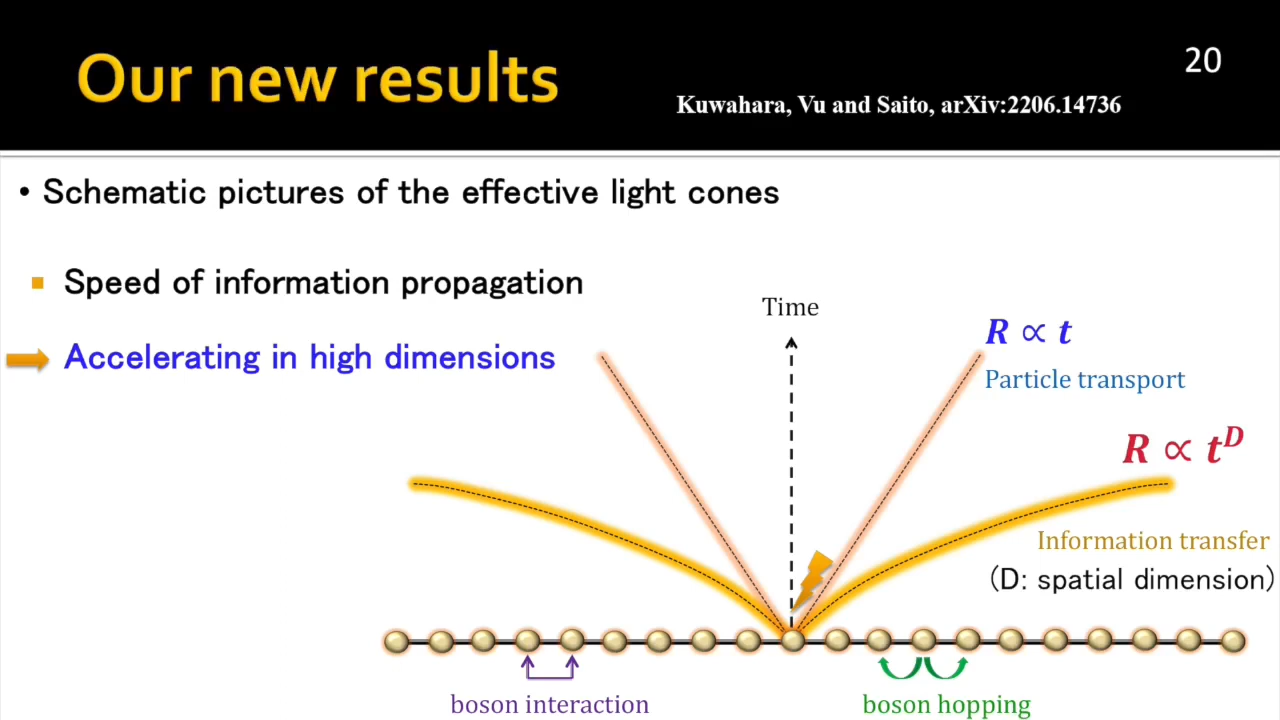 Our new results
20
Kuwahara, Vu and Saito, arXiv:2206.14736
• Schematic pictures of the effective light cones
Speed of information propagation
Accelerating in high dimensions
Time
R ∝ t
Particle transport
R ∝ t^D
Information transfer
(D: spatial dimension)
boson interaction
boson hopping